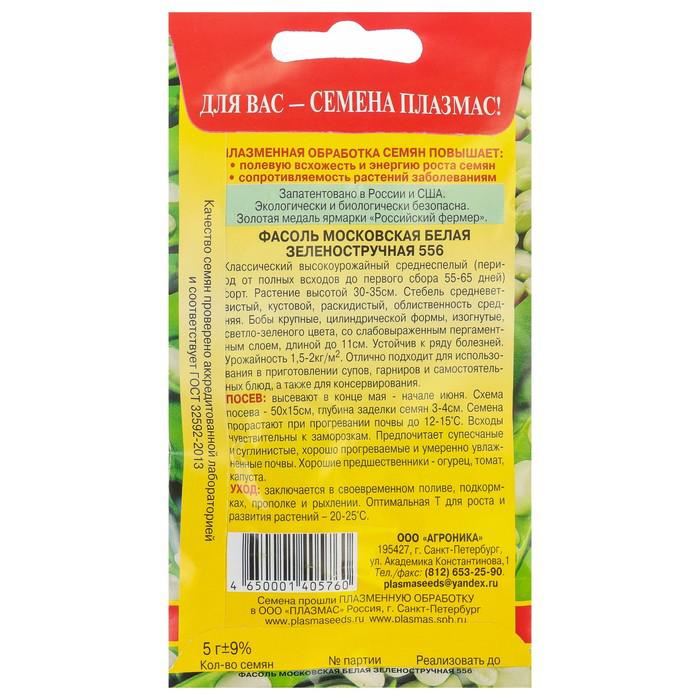 ДЛЯ ВАС — СЕМЕНА ПЛАЗМАС!
ПЛАЗМЕННАЯ ОБРАБОТКА СЕМЯН ПОВЫШАЕТ:
• полевую всхожесть и энергию роста семян
• сопротивляемость растений заболеваниям
Запатентовано в России и США.
Экологически и биологически безопасна.
Золотая медаль ярмарки «Российский фермер».
ФАСОЛЬ МОСКОВСКАЯ БЕЛАЯ
ЗЕЛЕНОСТРУЧНАЯ 556
Классический высокоурожайный среднеспелый (пери-
од от полных всходов до первого сбора 55-65 дней)
сорт. Растение высотой 30-35см. Стебель средневет-
вистый, кустовой, раскидистый, облиственность сред-
няя. Бобы крупные, цилиндрической формы, изогнутые,
светло-зеленого цвета, со слабовыраженным пергамент-
ным слоем, длиной до 11см. Устойчив к ряду болезней.
Урожайность 1,5-2кг/м². Отлично подходит для использо-
вания в приготовлении супов, гарниров и самостоятель-
ных блюд, а также для консервирования.
ПОСЕВ: высевают в конце мая - начале июня. Схема
посева - 50х15см, глубина заделки семян 3-4см. Семена
прорастают при прогревании почвы до 12-15°С. Всходы
чувствительны к заморозкам. Предпочитает супесчаные
и суглинистые, хорошо прогреваемые и умеренно увлаж-
ненные почвы. Хорошие предшественники - огурец, томат,
капуста.
УХОД: заключается в своевременном поливе, подкорм-
ках, прополке и рыхлении. Оптимальная Т для роста и
развития растений – 20-25°С.
Качество семян проверено аккредитованной лабораторией
и соответствует ГОСТ 32592-2013
ООО «АГРОНИКА»
195427, г. Санкт-Петербург,
ул. Академика Константинова,1
Тел./факс: (812) 653-25-90
plasmaseeds@yandex.ru
4 650001 405760
Семена прошли ПЛАЗМЕННУЮ ОБРАБОТКУ
в ООО «ПЛАЗМАС» Россия, г. Санкт-Петербург
www.plasmaseeds.ru, www.plasmas.spb.ru
5 г±9%
Кол-во семян № партии Реализовать до
ФАСОЛЬ МОСКОВСКАЯ БЕЛАЯ ЗЕЛЕНОСТРУЧНАЯ 556